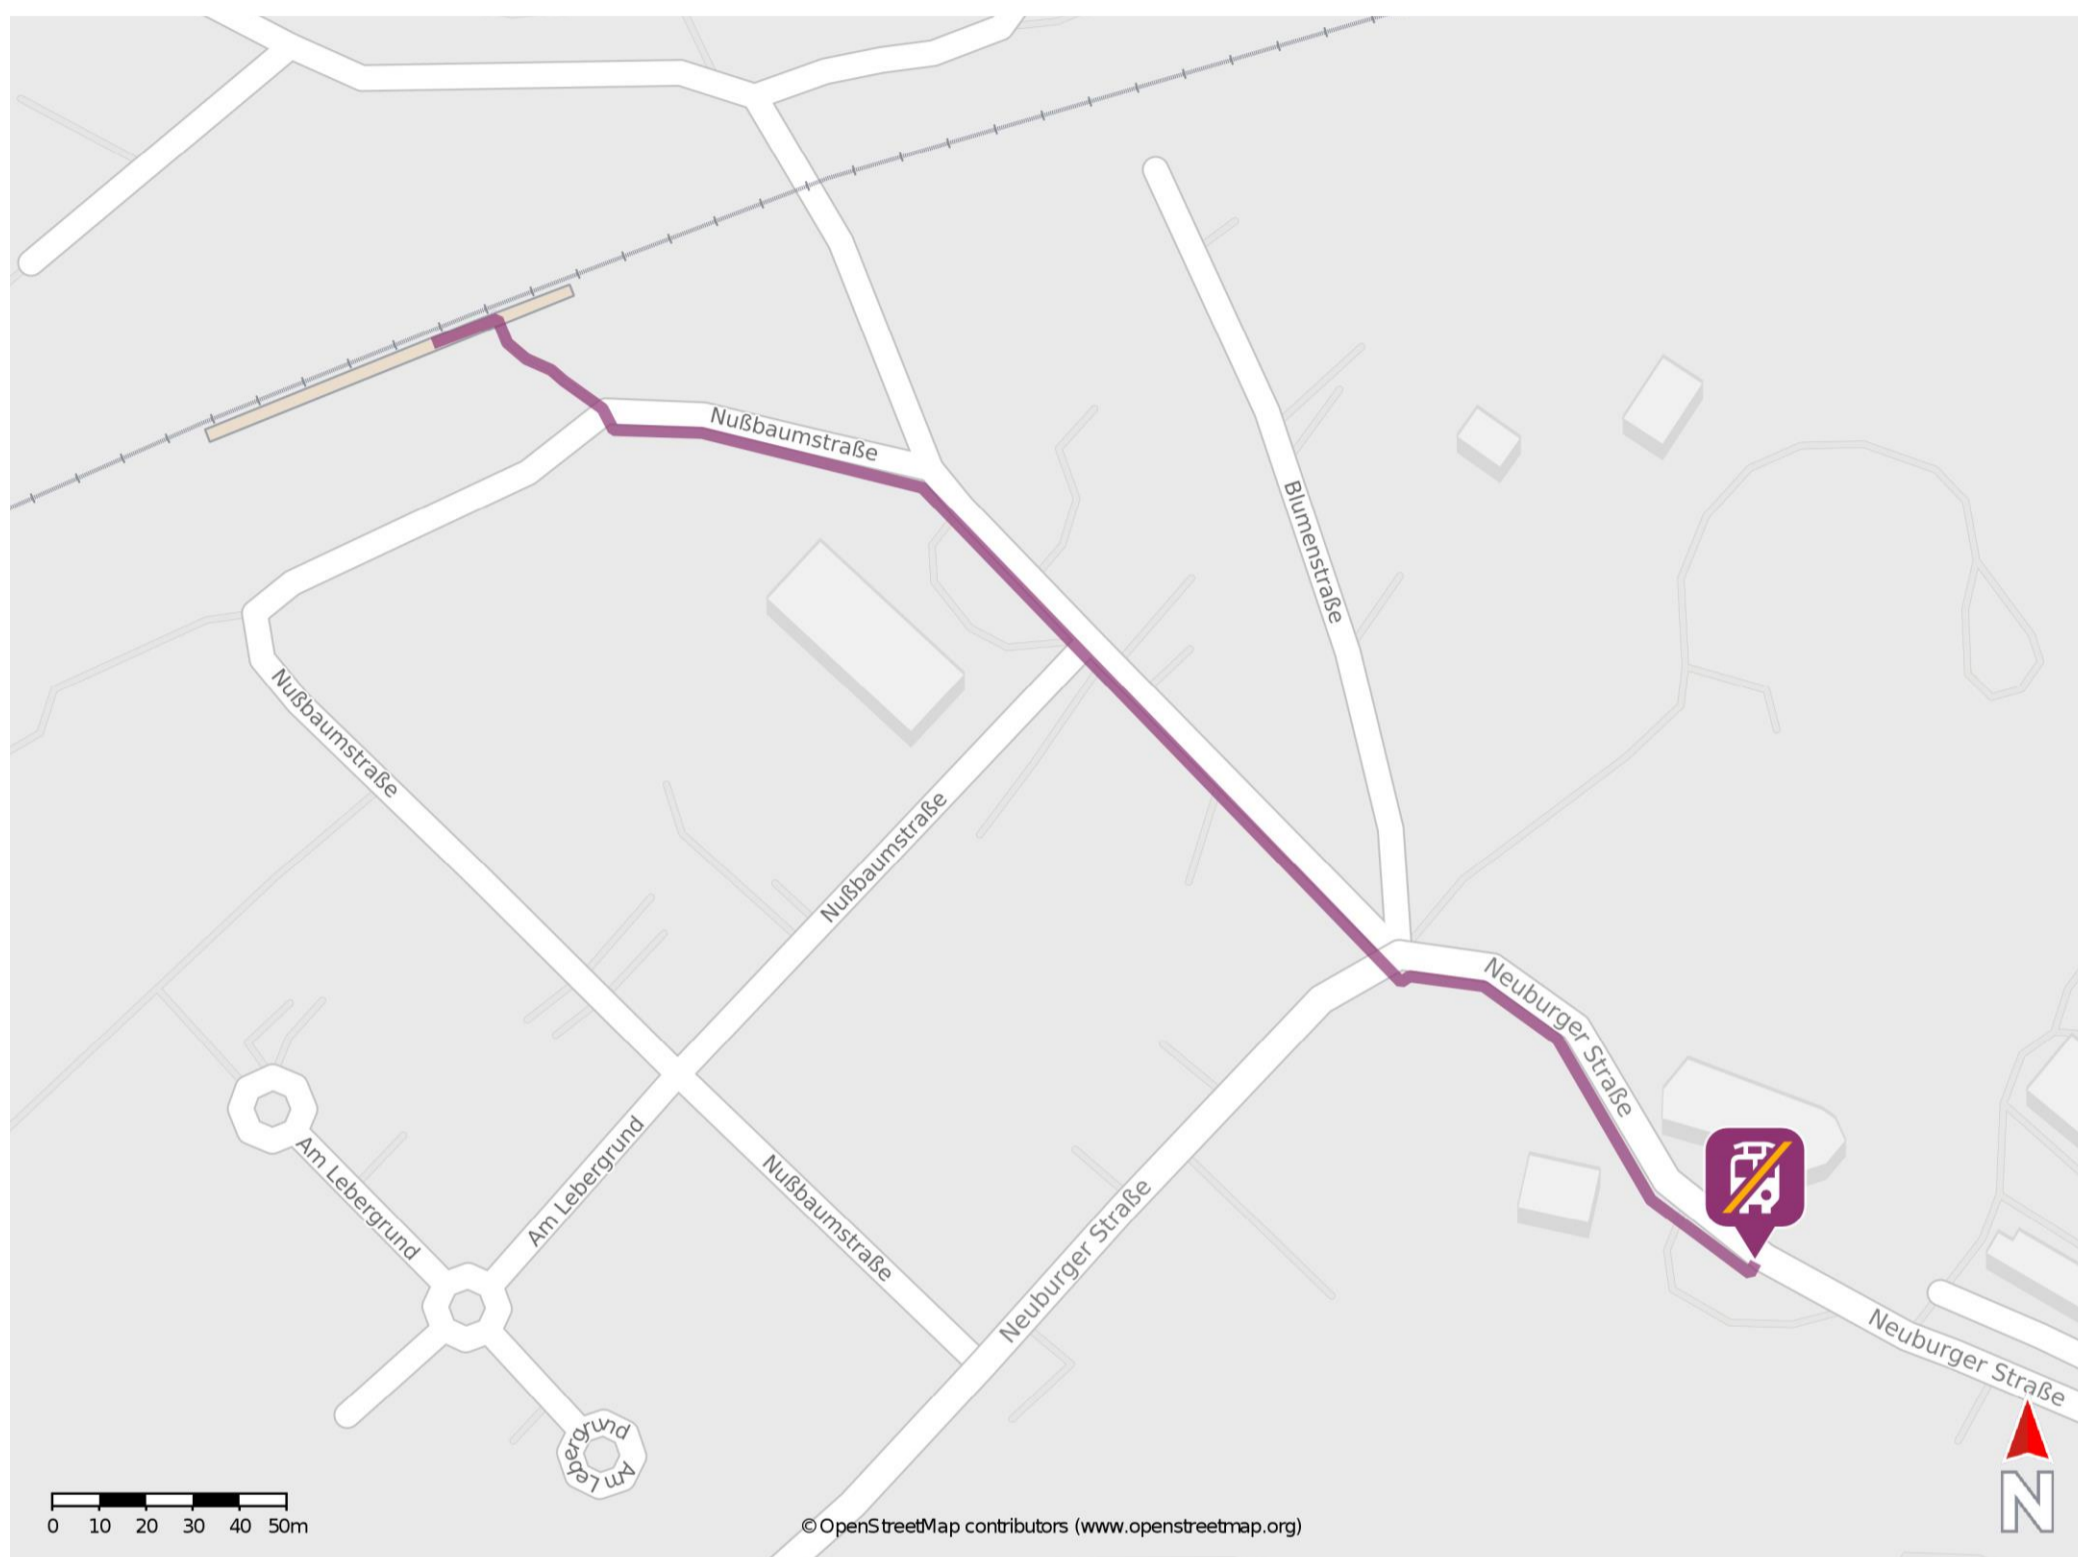 Nußbaumstraße
Blumenstraße
Nußbaumstraße
Nußbaumstraße
Neuburger Straße
Am Lebergrund
Am Lebergrund
Nußbaumstraße
Neuburger Straße
Neuburger Straße
Am Lebergrund
0 10 20 30 40 50m
© OpenStreetMap contributors (www.openstreetmap.org)
N